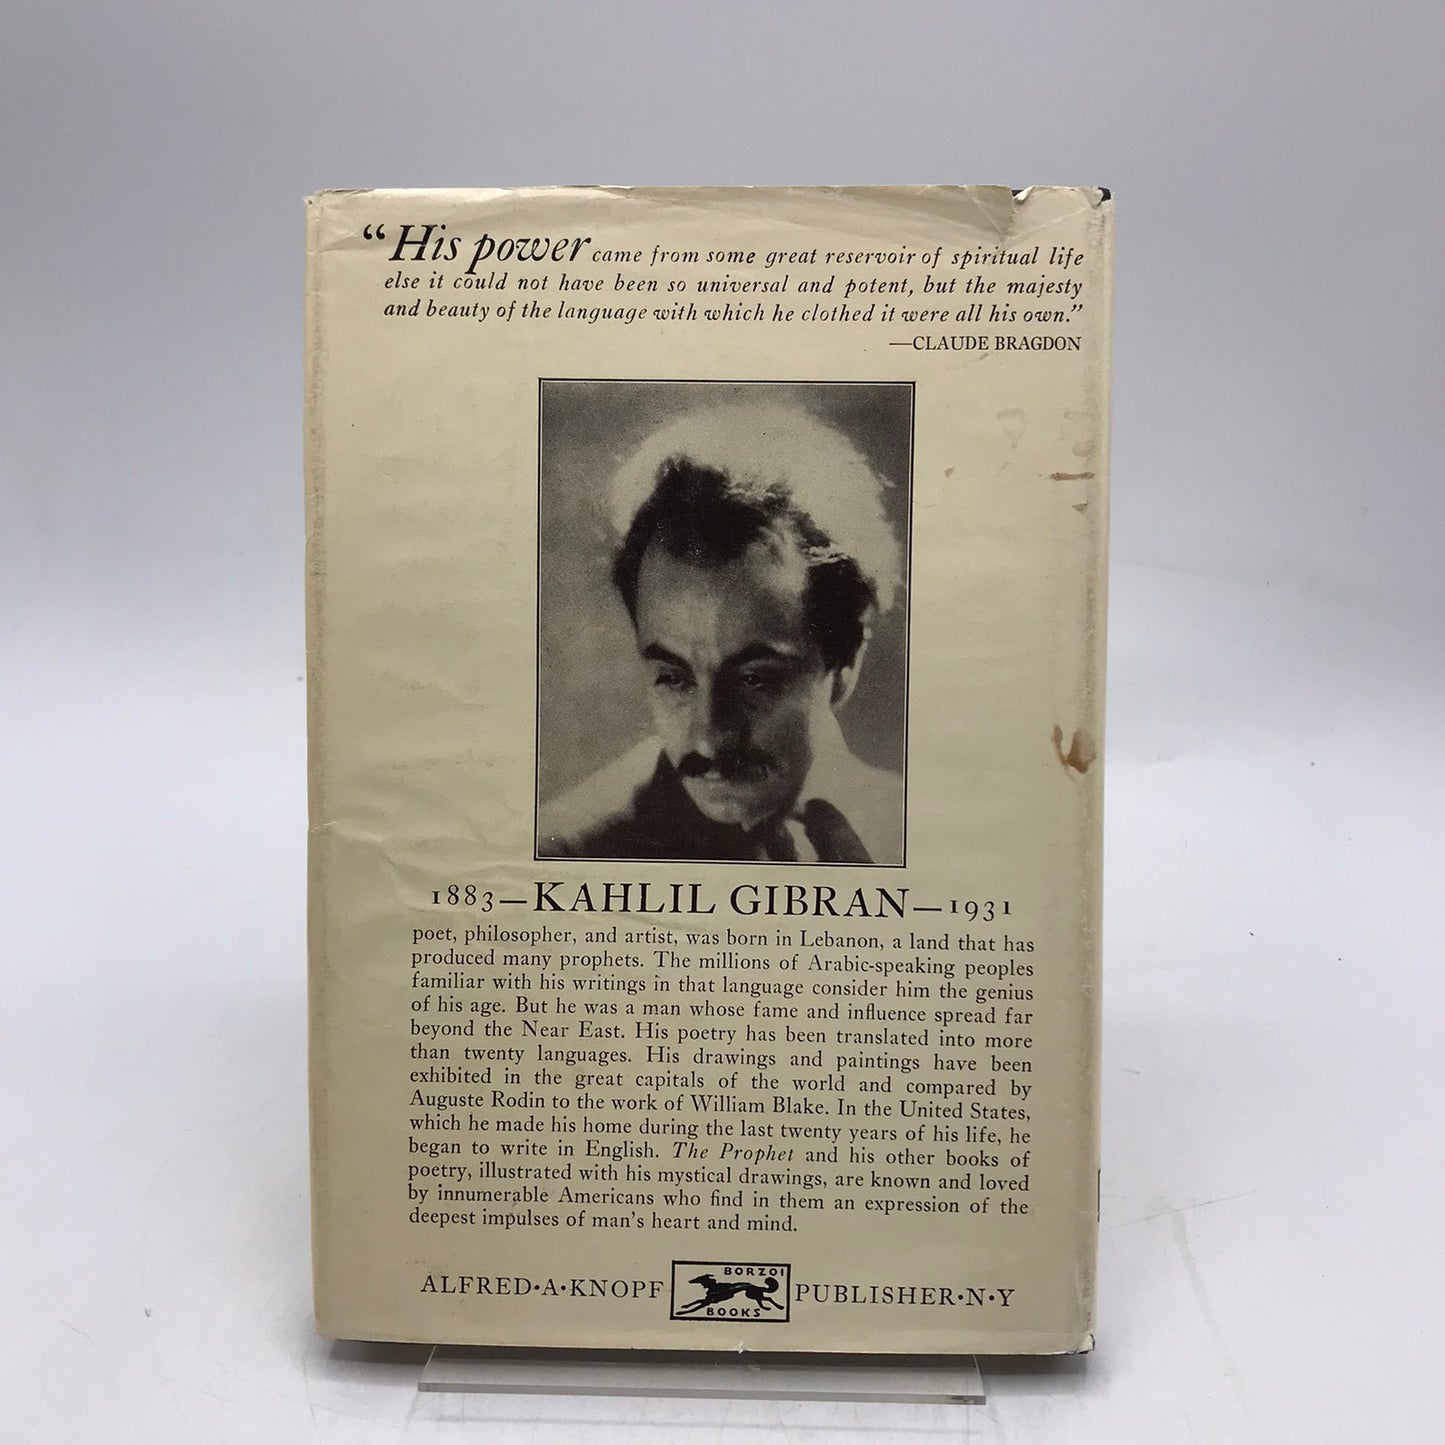 “His power came from some great reservoir of spiritual life
else it could not have been so universal and potent, but the majesty
and beauty of the language with which he clothed it were all his own.”
—CLAUDE BRAGDON
1883—KAHLIL GIBRAN—1931
poet, philosopher, and artist, was born in Lebanon, a land that has
produced many prophets. The millions of Arabic-speaking peoples
familiar with his writings in that language consider him the genius
of his age. But he was a man whose fame and influence spread far
beyond the Near East. His poetry has been translated into more
than twenty languages. His drawings and paintings have been
exhibited in the great capitals of the world and compared by
Auguste Rodin to the work of William Blake. In the United States,
which he made his home during the last twenty years of his life, he
began to write in English. The Prophet and his other books of
poetry, illustrated with his mystical drawings, are known and loved
by innumerable Americans who find in them an expression of the
deepest impulses of man's heart and mind.
ALFRED·A·KNOPF BORZOI BOOKS PUBLISHER·N·Y